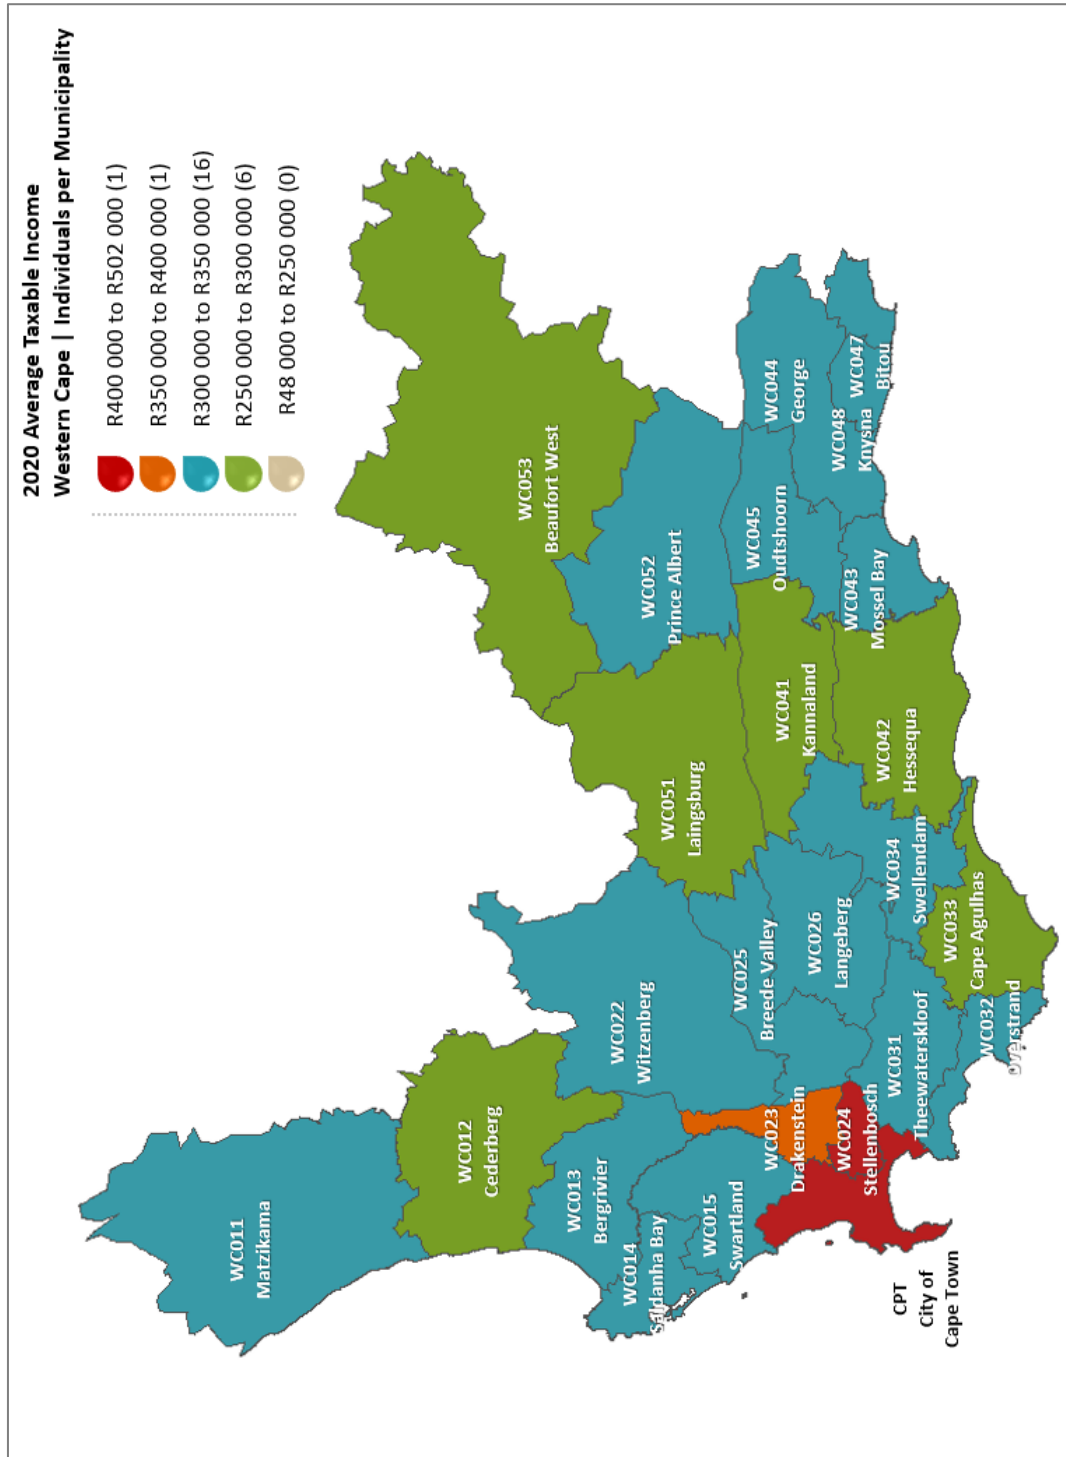 2020 Average Taxable Income
Western Cape | Individuals per Municipality
R400 000 to R502 000 (1)
R350 000 to R400 000 (1)
R300 000 to R350 000 (16)
R250 000 to R300 000 (6)
R48 000 to R250 000 (0)
WC011
Matzikama
WC012
Cederberg
WC013
Bergrivier
WC014
Saldanha Bay
WC015
Swartland
WC022
Witzenberg
WC023
Drakenstein
WC024
Stellenbosch
CPT
City of
Cape Town
WC025
Breede Valley
WC026
Langeberg
WC031
Theewaterskloof
WC032
Overstrand
WC033
Cape Agulhas
WC034
Swellendam
WC051
Laingsburg
WC041
Kannaland
WC042
Hessequa
WC053
Beaufort West
WC052
Prince Albert
WC045
Oudtshoorn
WC043
Mossel Bay
WC044
George
WC048
Knysna
WC047
Bitou